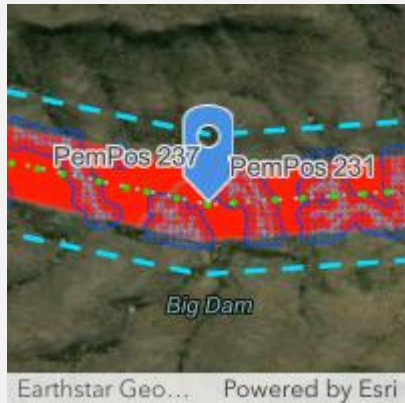 PemPos 237
PemPos 231
Big Dam
Earthstar Geo...
Powered by Esri